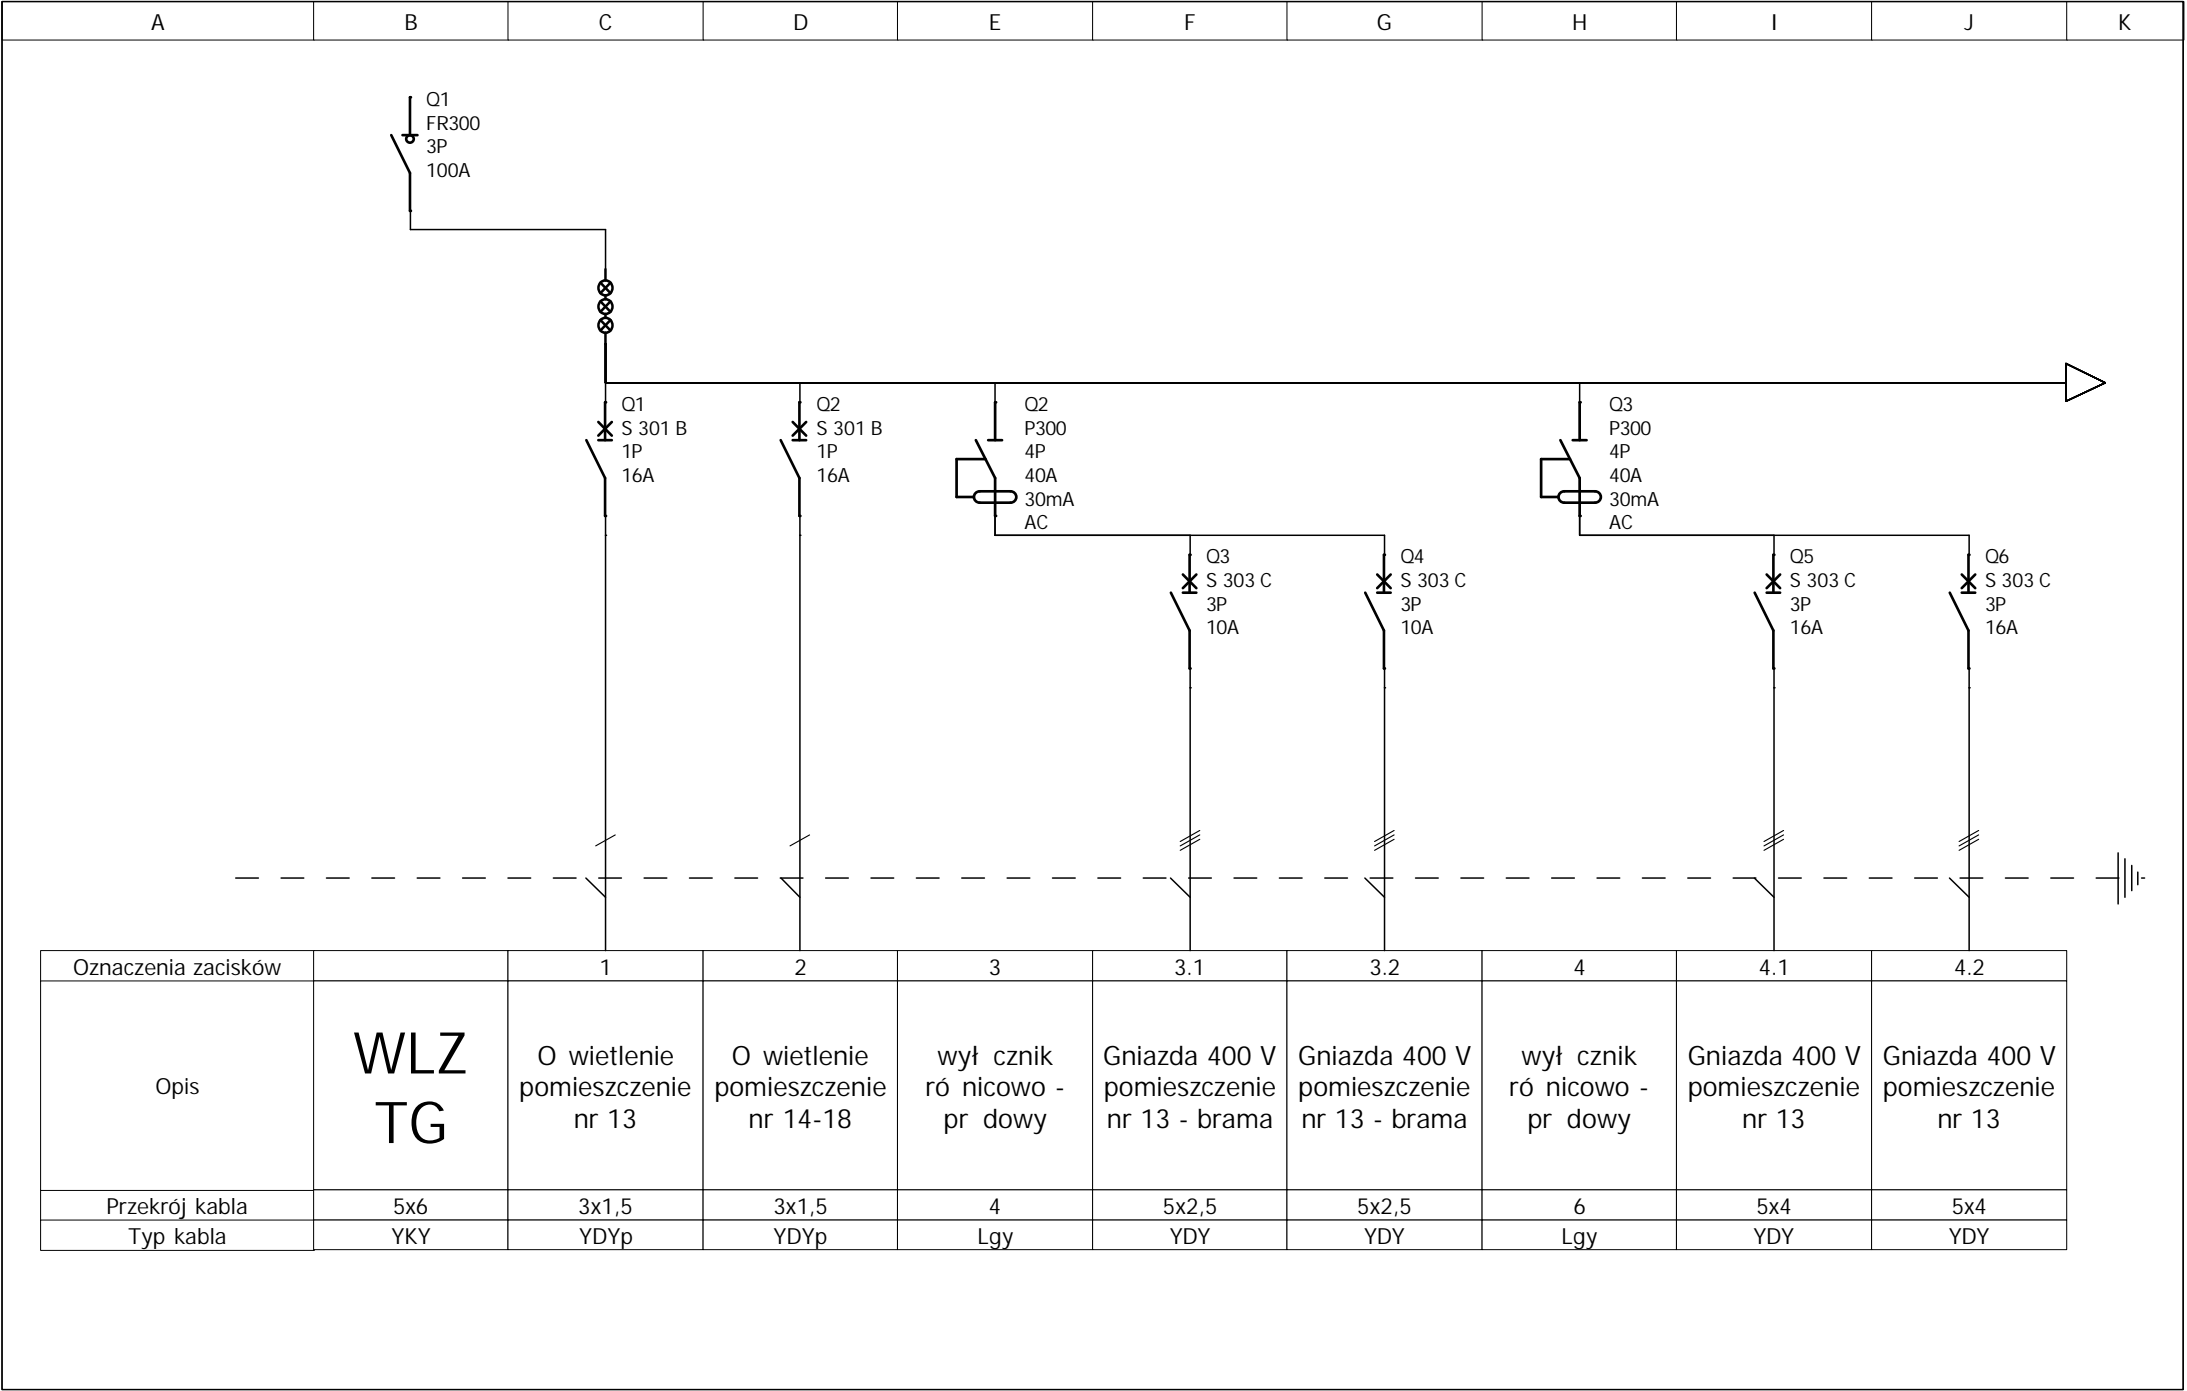 A B C D E F G H I J K
Q1
FR300
3P
100A
Q1
S 301 B
1P
16A
Q2
S 301 B
1P
16A
Q2
P300
4P
40A
30mA
AC
Q3
P300
4P
40A
30mA
AC
Q3
S 303 C
3P
10A
Q4
S 303 C
3P
10A
Q5
S 303 C
3P
16A
Q6
S 303 C
3P
16A
Oznaczenia zacisków 1 2 3 3.1 3.2 4 4.1 4.2
Opis
WLZ
TG
O wietlenie
pomieszczenie
nr 13
O wietlenie
pomieszczenie
nr 14-18
wył cznik
ró nicowo -
pr dowy
Gniazda 400 V
pomieszczenie
nr 13 - brama
Gniazda 400 V
pomieszczenie
nr 13 - brama
wył cznik
ró nicowo -
pr dowy
Gniazda 400 V
pomieszczenie
nr 13
Gniazda 400 V
pomieszczenie
nr 13
Przekrój kabla 5x6 3x1,5 3x1,5 4 5x2,5 5x2,5 6 5x4 5x4
Typ kabla YKY YDYp YDYp Lgy YDY YDY Lgy YDY YDY